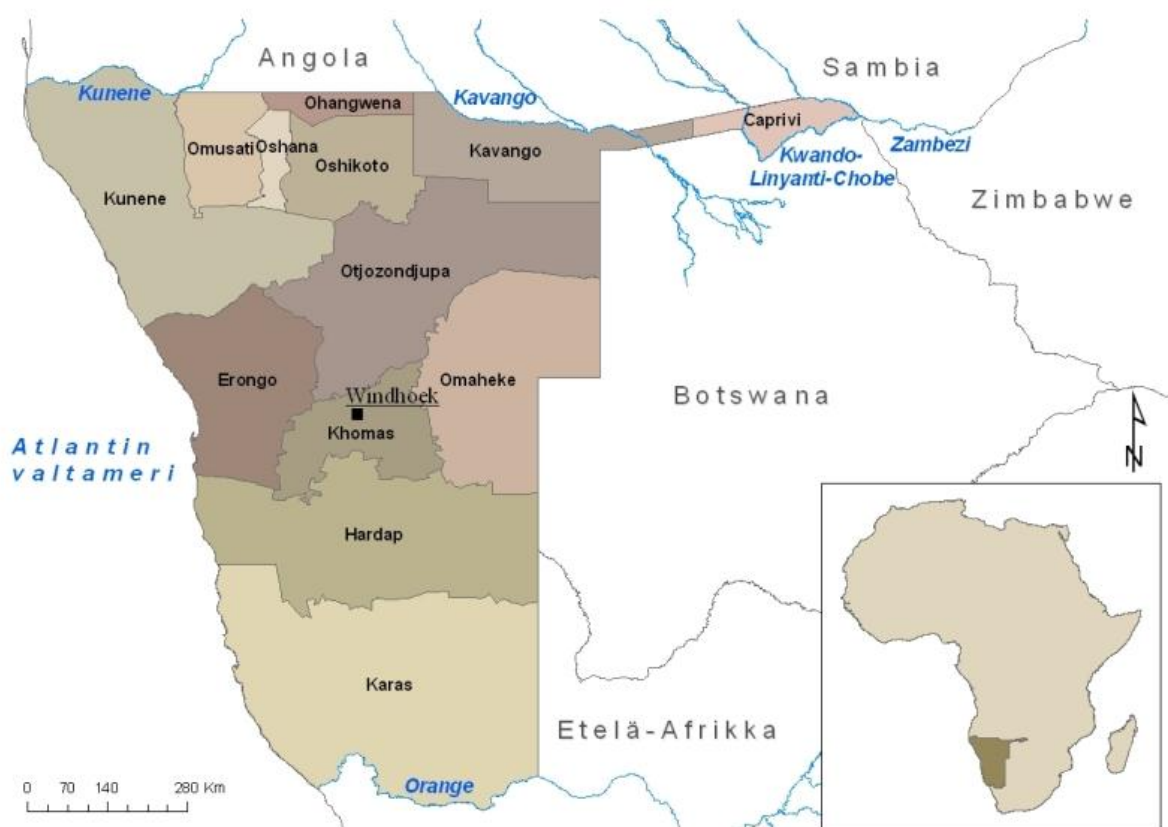 Angola
Sambia
Kunene
Ohangwena
Kavango
Caprivi
Omusati
Oshana
Oshikoto
Kavango
Kwando-
Linyanti-Chobe
Zambezi
Kunene
Zimbabwe
Otjozondjupa
Erongo
Omaheke
Windhoek
Botswana
Khomas
Atlantin
valtameri
N
Hardap
Karas
Etelä-Afrikka
Orange
0 70 140 280 Km